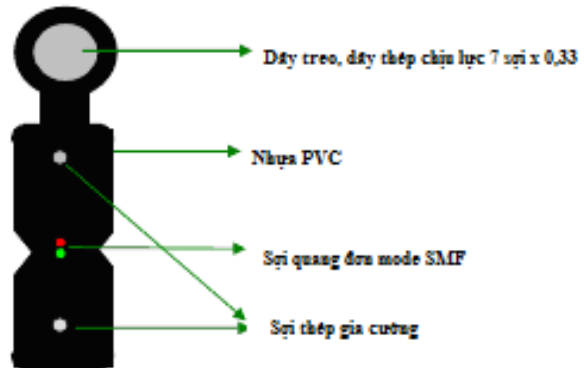 Dây treo, dây thép chịu lực 7 sợi x 0,33
Nhựa PVC
Sợi quang đơn mode SMF
Sợi thép gia cường